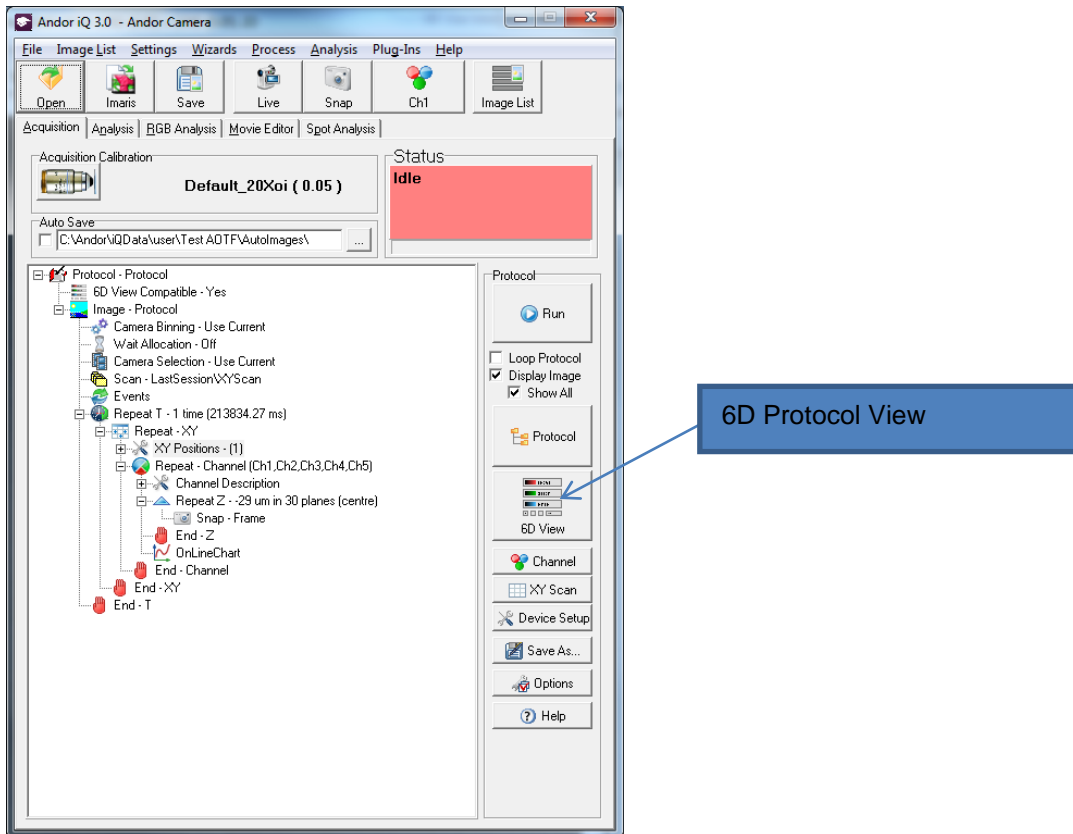 Andor iQ 3.0 - Andor Camera
File Image List Settings Wizards Process Analysis Plug-Ins Help
Open Imaris Save Live Snap Ch1 Image List
Acquisition Analysis RGB Analysis Movie Editor Spot Analysis
Acquisition Calibration
Default_20Xoi ( 0.05 )
Status
Idle
Auto Save
C:\Andor\iQData\user\Test AOTF\AutoImages\ ...
Protocol - Protocol
6D View Compatible - Yes
Image - Protocol
Camera Binning - Use Current
Wait Allocation - Off
Camera Selection - Use Current
Scan - LastSession\XYScan
Events
Repeat T - 1 time (213834.27 ms)
Repeat - XY
XY Positions - (1)
Repeat - Channel (Ch1,Ch2,Ch3,Ch4,Ch5)
Channel Description
Repeat Z - -29 um in 30 planes (centre)
Snap - Frame
End - Z
OnLineChart
End - Channel
End - XY
End - T
Protocol
Run
Loop Protocol
Display Image
Show All
Protocol
6D View
Channel
XY Scan
Device Setup
Save As...
Options
Help
6D Protocol View